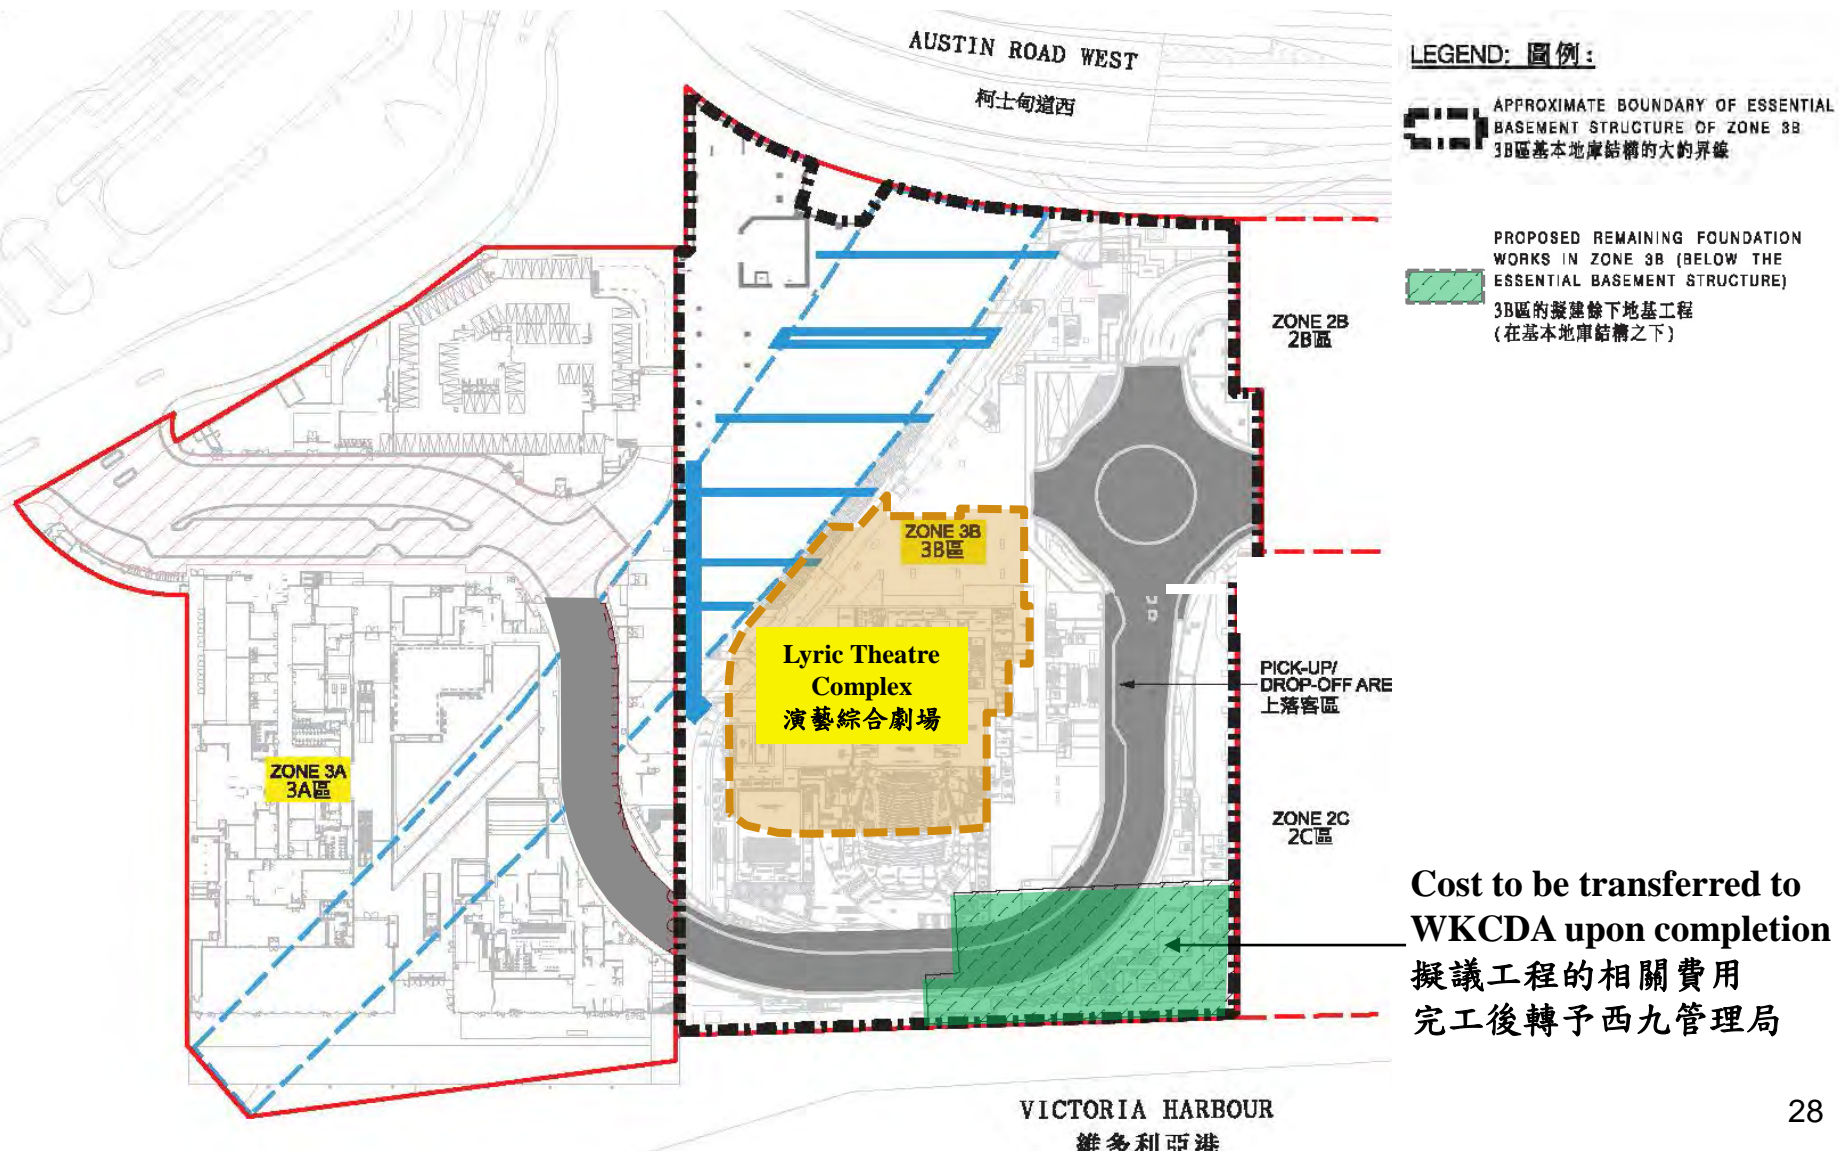 AUSTIN ROAD WEST
柯士甸道西
LEGEND: 圖例：
APPROXIMATE BOUNDARY OF ESSENTIAL
BASEMENT STRUCTURE OF ZONE 3B
3B區基本地庫結構的大約界線
PROPOSED REMAINING FOUNDATION
WORKS IN ZONE 3B (BELOW THE
ESSENTIAL BASEMENT STRUCTURE)
3B區的擬建餘下地基工程
(在基本地庫結構之下)
ZONE 2B
2B區
ZONE 3B
3B區
Lyric Theatre
Complex
演藝綜合劇場
PICK-UP/
DROP-OFF ARE
上落客區
ZONE 3A
3A區
ZONE 2C
2C區
Cost to be transferred to
WKCDA upon completion
擬議工程的相關費用
完工後轉予西九管理局
VICTORIA HARBOUR
維多利亞港
28